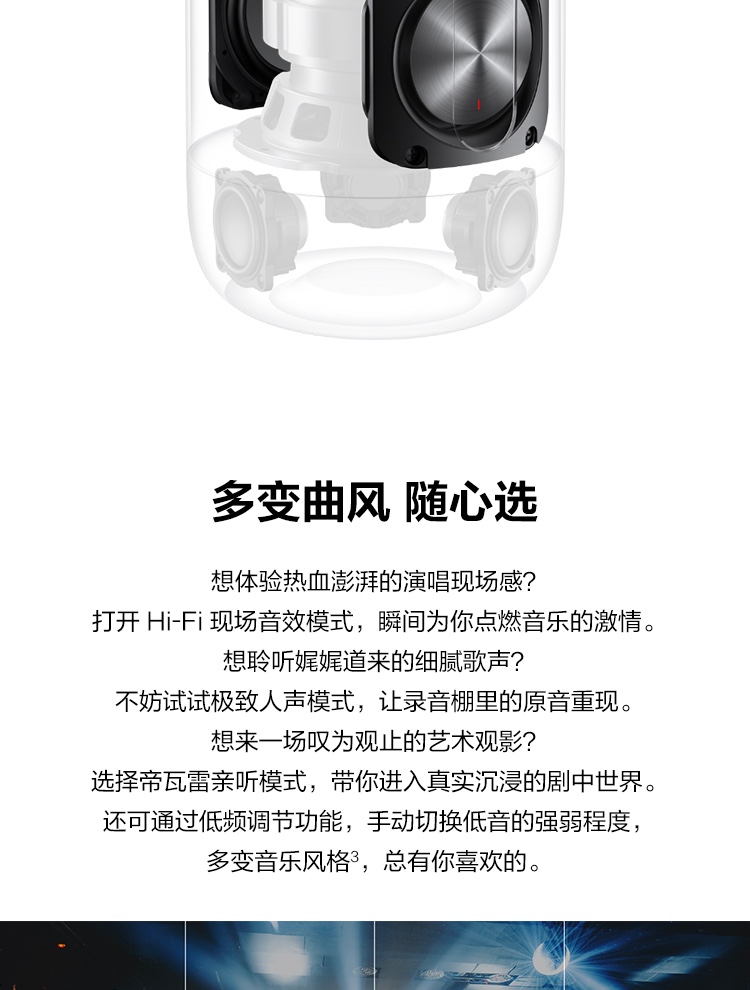 多变曲风 随心选
想体验热血澎湃的演唱现场感？
打开 Hi-Fi 现场音效模式，瞬间为你点燃音乐的激情。
想聆听娓娓道来的细腻歌声？
不妨试试极致人声模式，让录音棚里的原音重现。
想来一场叹为观止的艺术观影？
选择帝瓦雷亲听模式，带你进入真实沉浸的剧中世界。
还可通过低频调节功能，手动切换低音的强弱程度，
多变音乐风格³，总有你喜欢的。